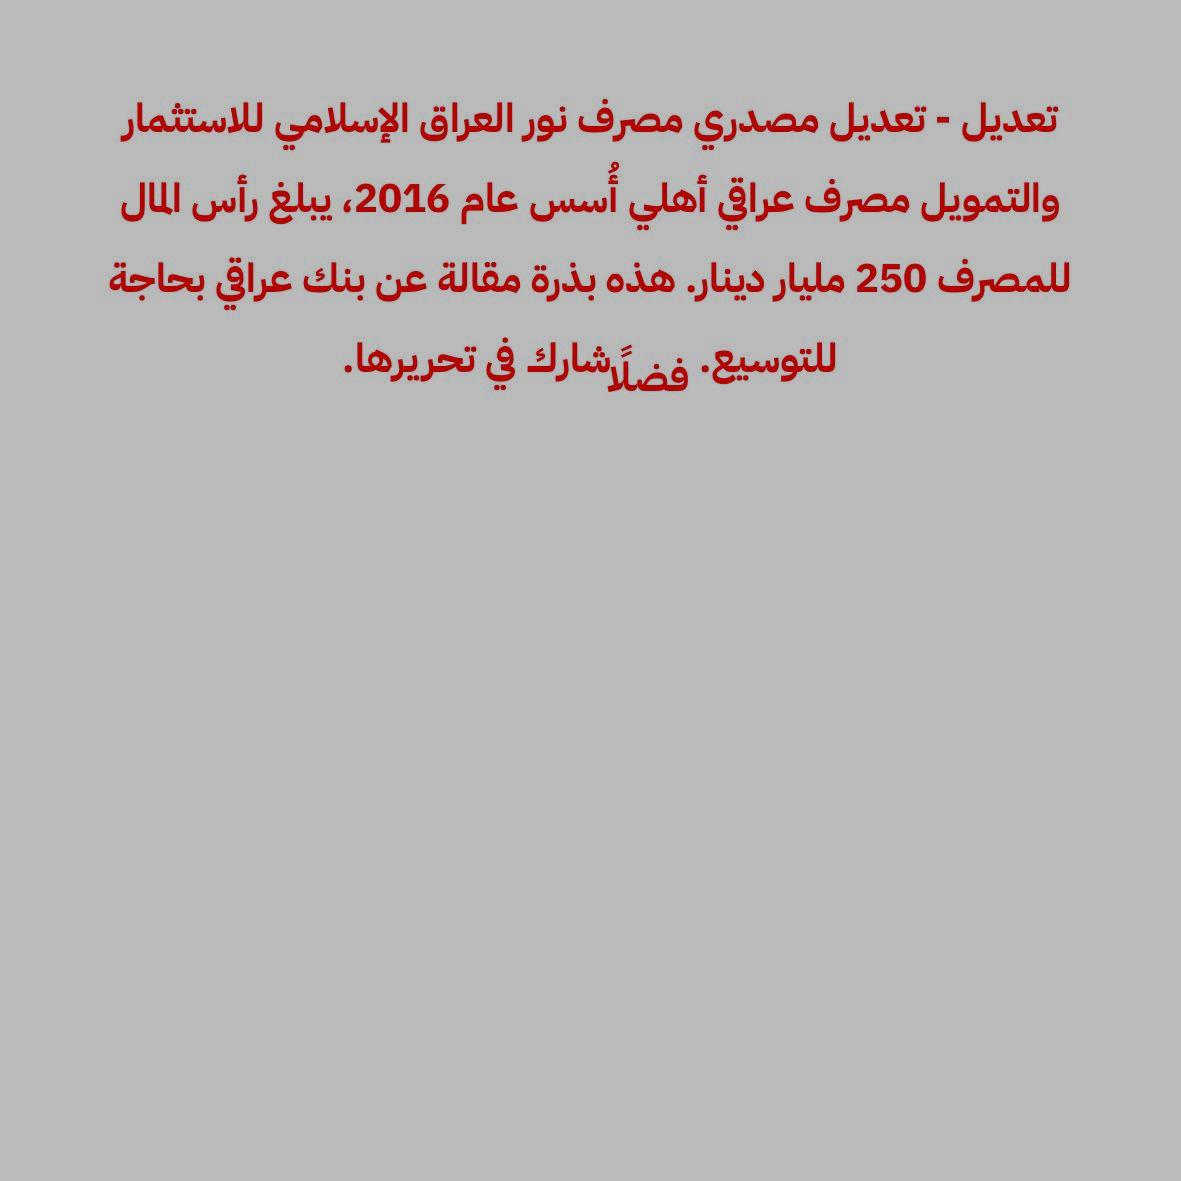 تعديل - تعديل مصدري مصرف نور العراق الإسلامي للاستثمار
والتمويل مصرف عراقي أهلي أُسس عام 2016، يبلغ رأس المال
للمصرف 250 مليار دينار. هذه بذرة مقالة عن بنك عراقي بحاجة
للتوسيع. فضلًا شارك في تحريرها.